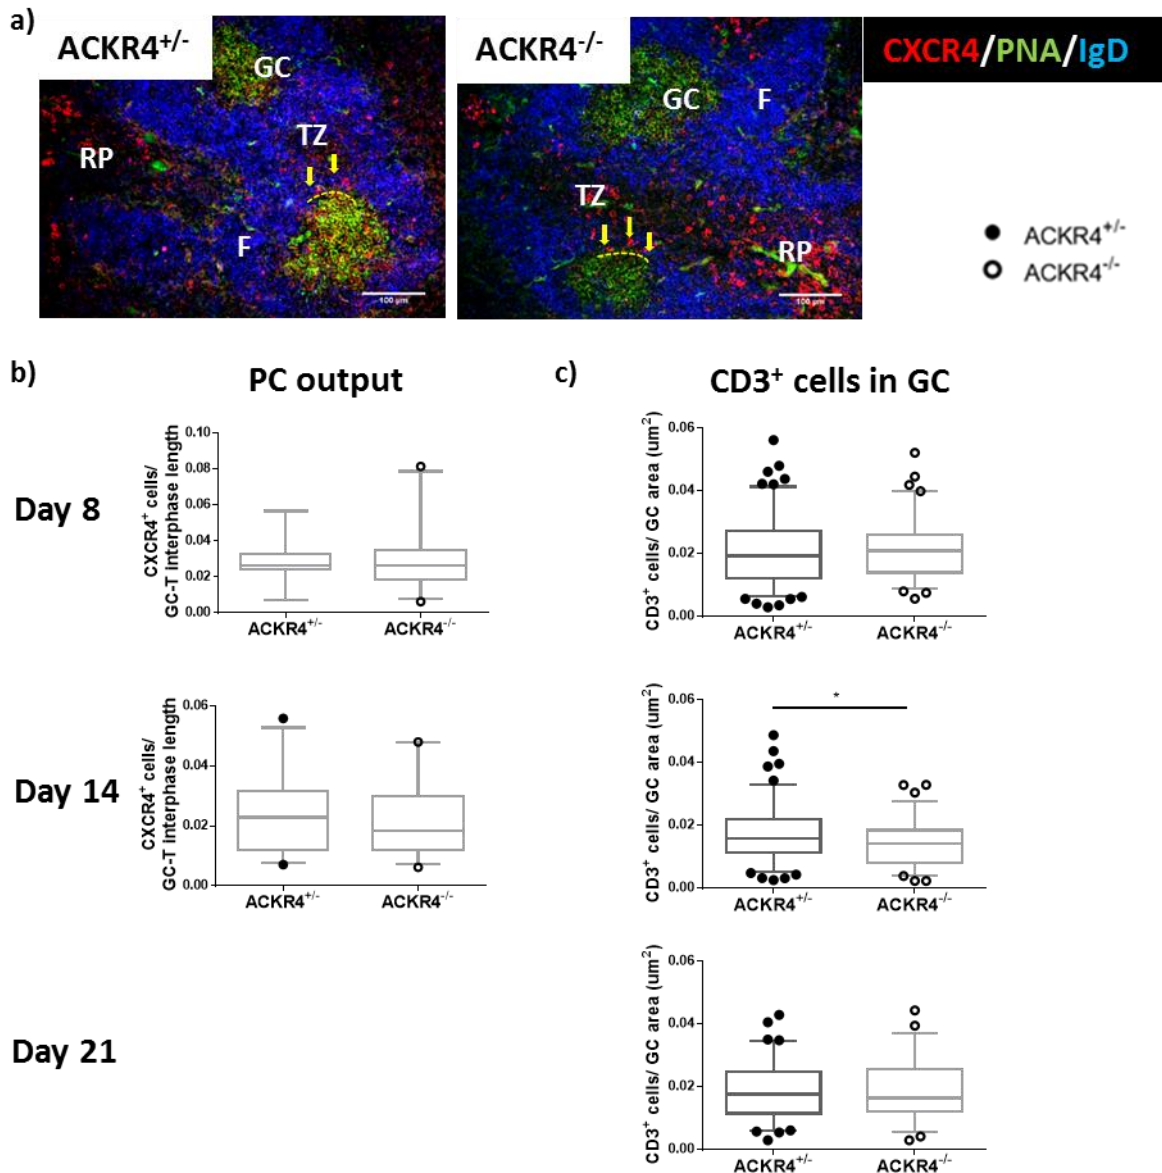 a)
ACKR4+/-
GC
TZ
RP
F
100 µm
ACKR4-/-
GC
F
TZ
RP
100 µm
CXCR4/PNA/IgD
ACKR4+/-
ACKR4-/-
b)
PC output
c)
CD3+ cells in GC
Day 8
CXCR4+ cells/
GC-T interphase length
0.10
0.08
0.06
0.04
0.02
0.00
ACKR4+/-
ACKR4-/-
CD3+ cells/ GC area (um2)
0.06
0.04
0.02
0.00
ACKR4+/-
ACKR4-/-
Day 14
CXCR4+ cells/
GC-T interphase length
0.06
0.04
0.02
0.00
ACKR4+/-
ACKR4-/-
CD3+ cells/ GC area (um2)
0.06
0.04
0.02
0.00
*
ACKR4+/-
ACKR4-/-
Day 21
CD3+ cells/ GC area (um2)
0.06
0.04
0.02
0.00
ACKR4+/-
ACKR4-/-